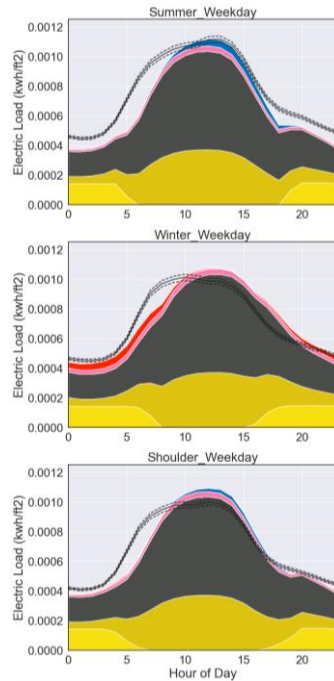 Summer_Weekday
Electric Load (kwh/ft2)
0.0012
0.0010
0.0008
0.0006
0.0004
0.0002
0.0000
0 5 10 15 20
Winter_Weekday
Electric Load (kwh/ft2)
0.0012
0.0010
0.0008
0.0006
0.0004
0.0002
0.0000
0 5 10 15 20
Shoulder_Weekday
Electric Load (kwh/ft2)
0.0012
0.0010
0.0008
0.0006
0.0004
0.0002
0.0000
0 5 10 15 20
Hour of Day